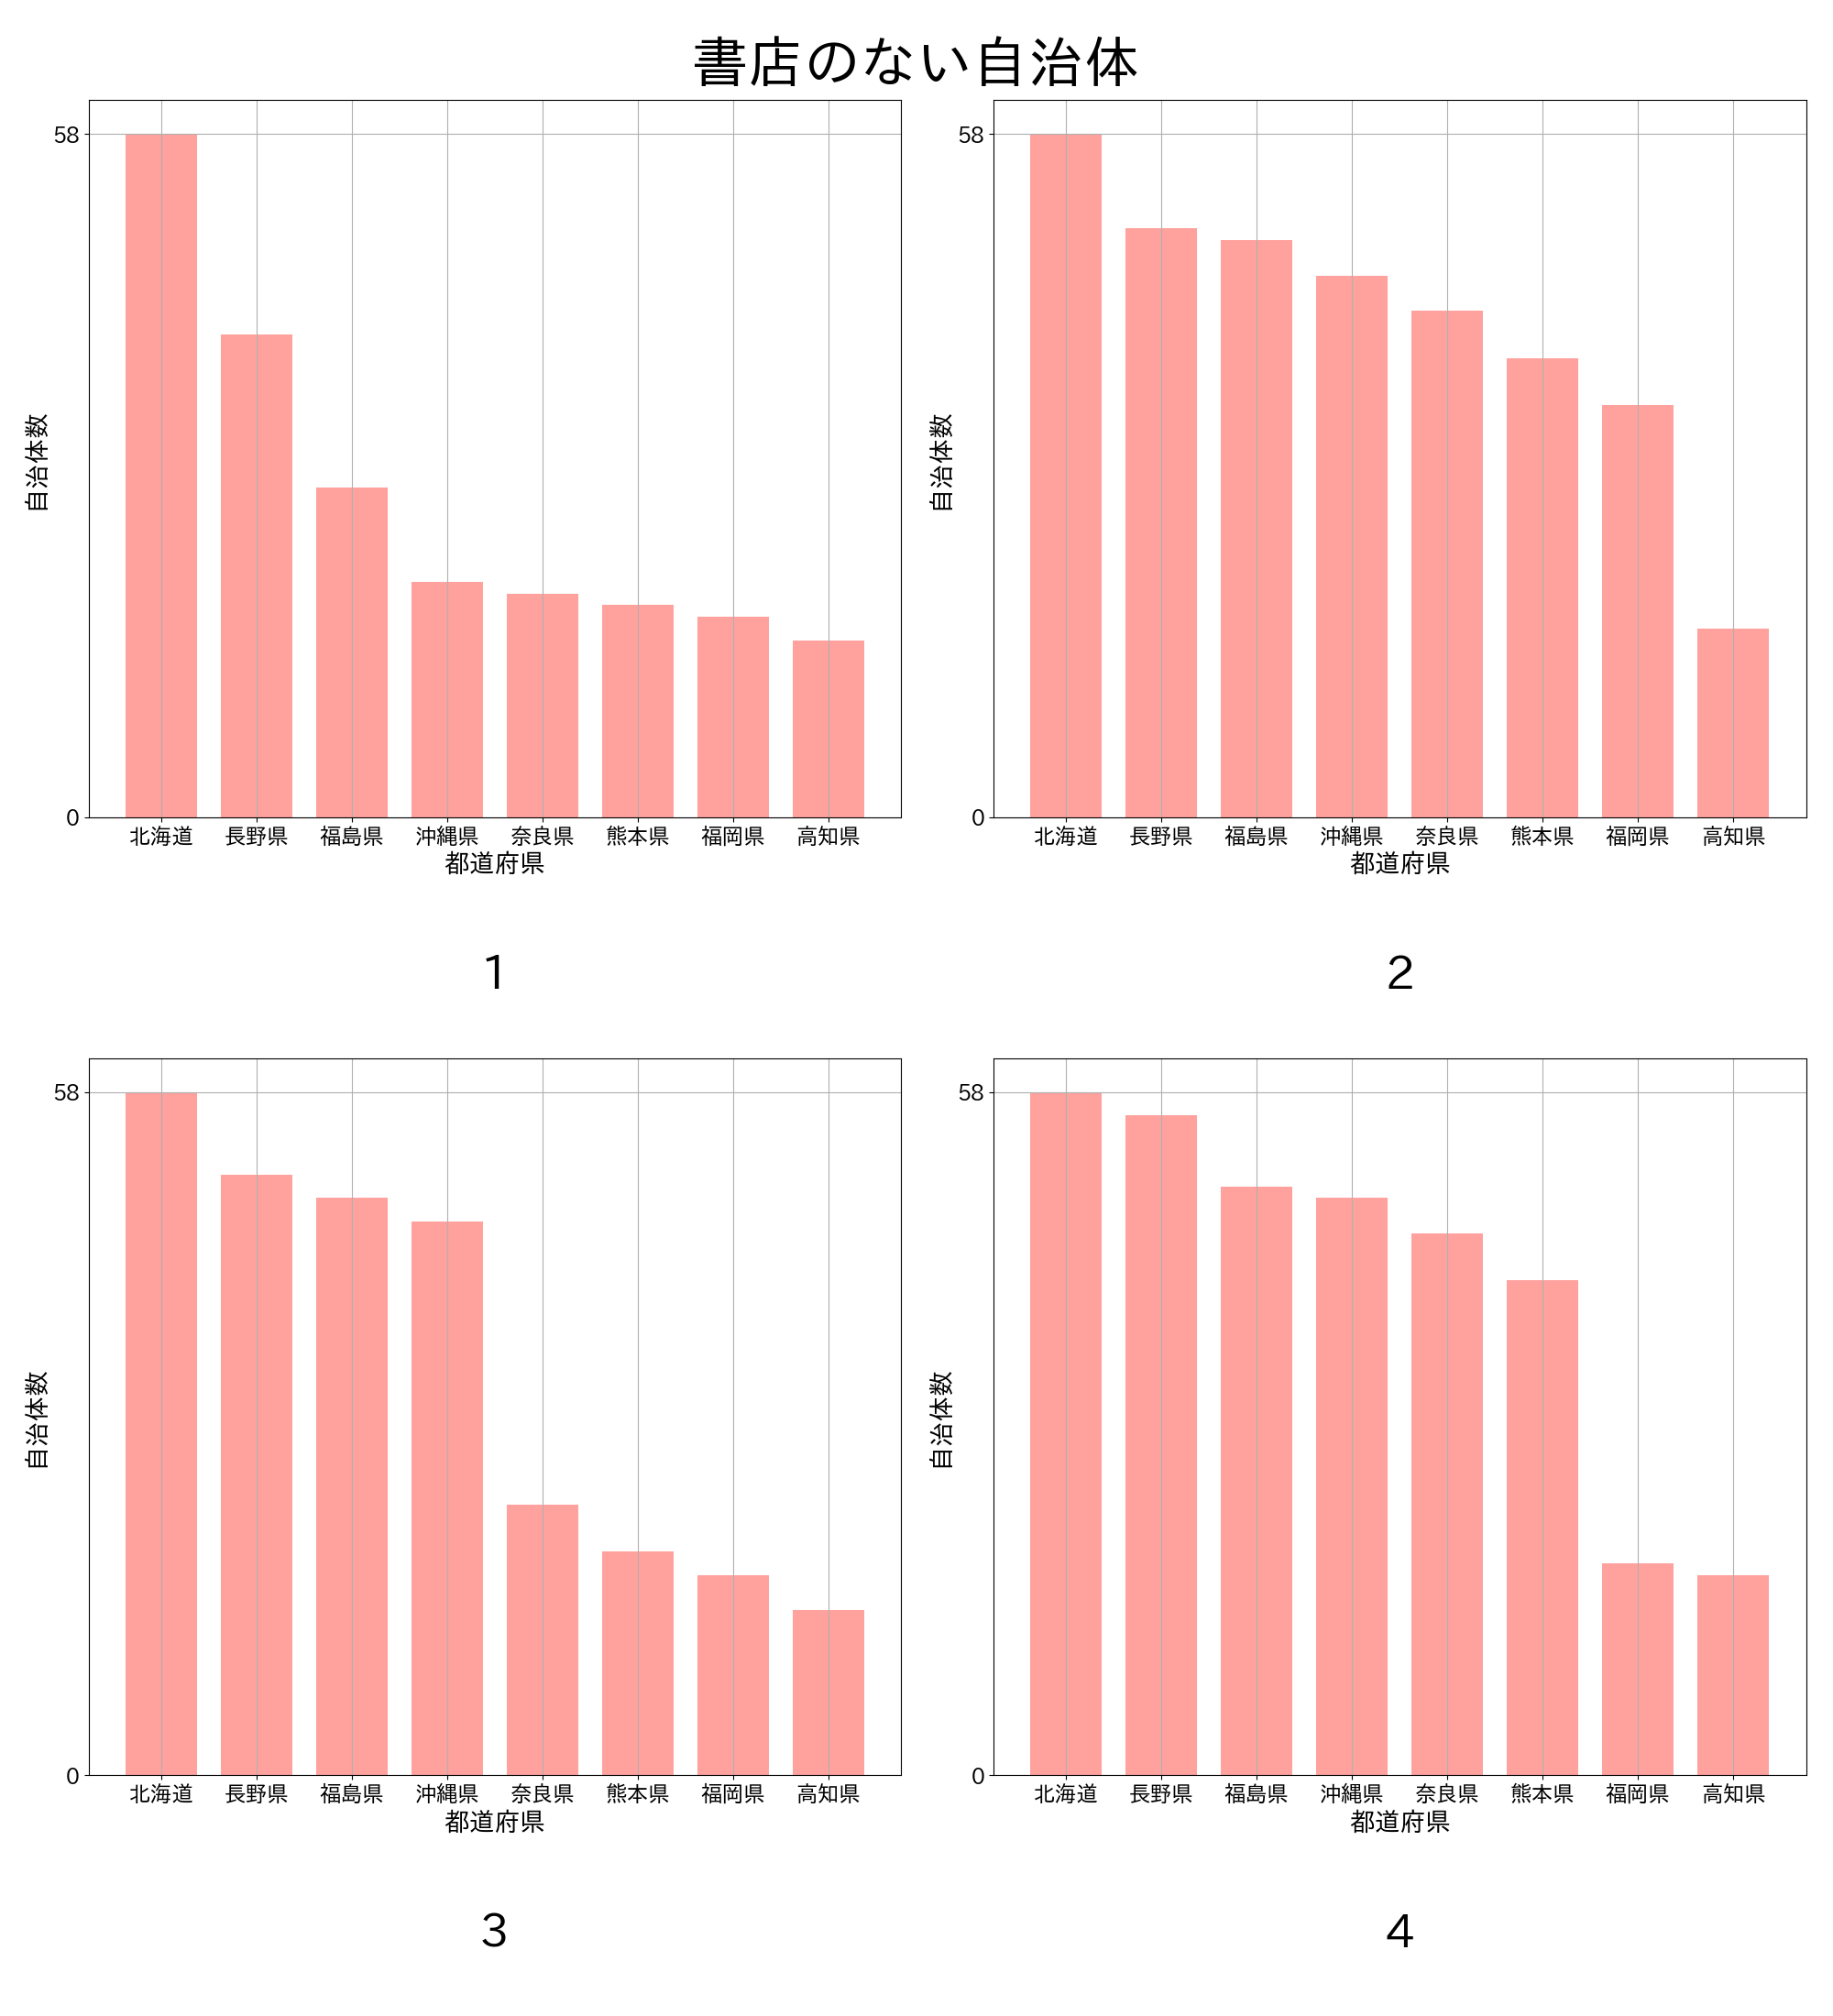 書店のない自治体
58
0
自治体数
北海道 長野県 福島県 沖縄県 奈良県 熊本県 福岡県 高知県
都道府県
1
58
0
自治体数
北海道 長野県 福島県 沖縄県 奈良県 熊本県 福岡県 高知県
都道府県
2
58
0
自治体数
北海道 長野県 福島県 沖縄県 奈良県 熊本県 福岡県 高知県
都道府県
3
58
0
自治体数
北海道 長野県 福島県 沖縄県 奈良県 熊本県 福岡県 高知県
都道府県
4